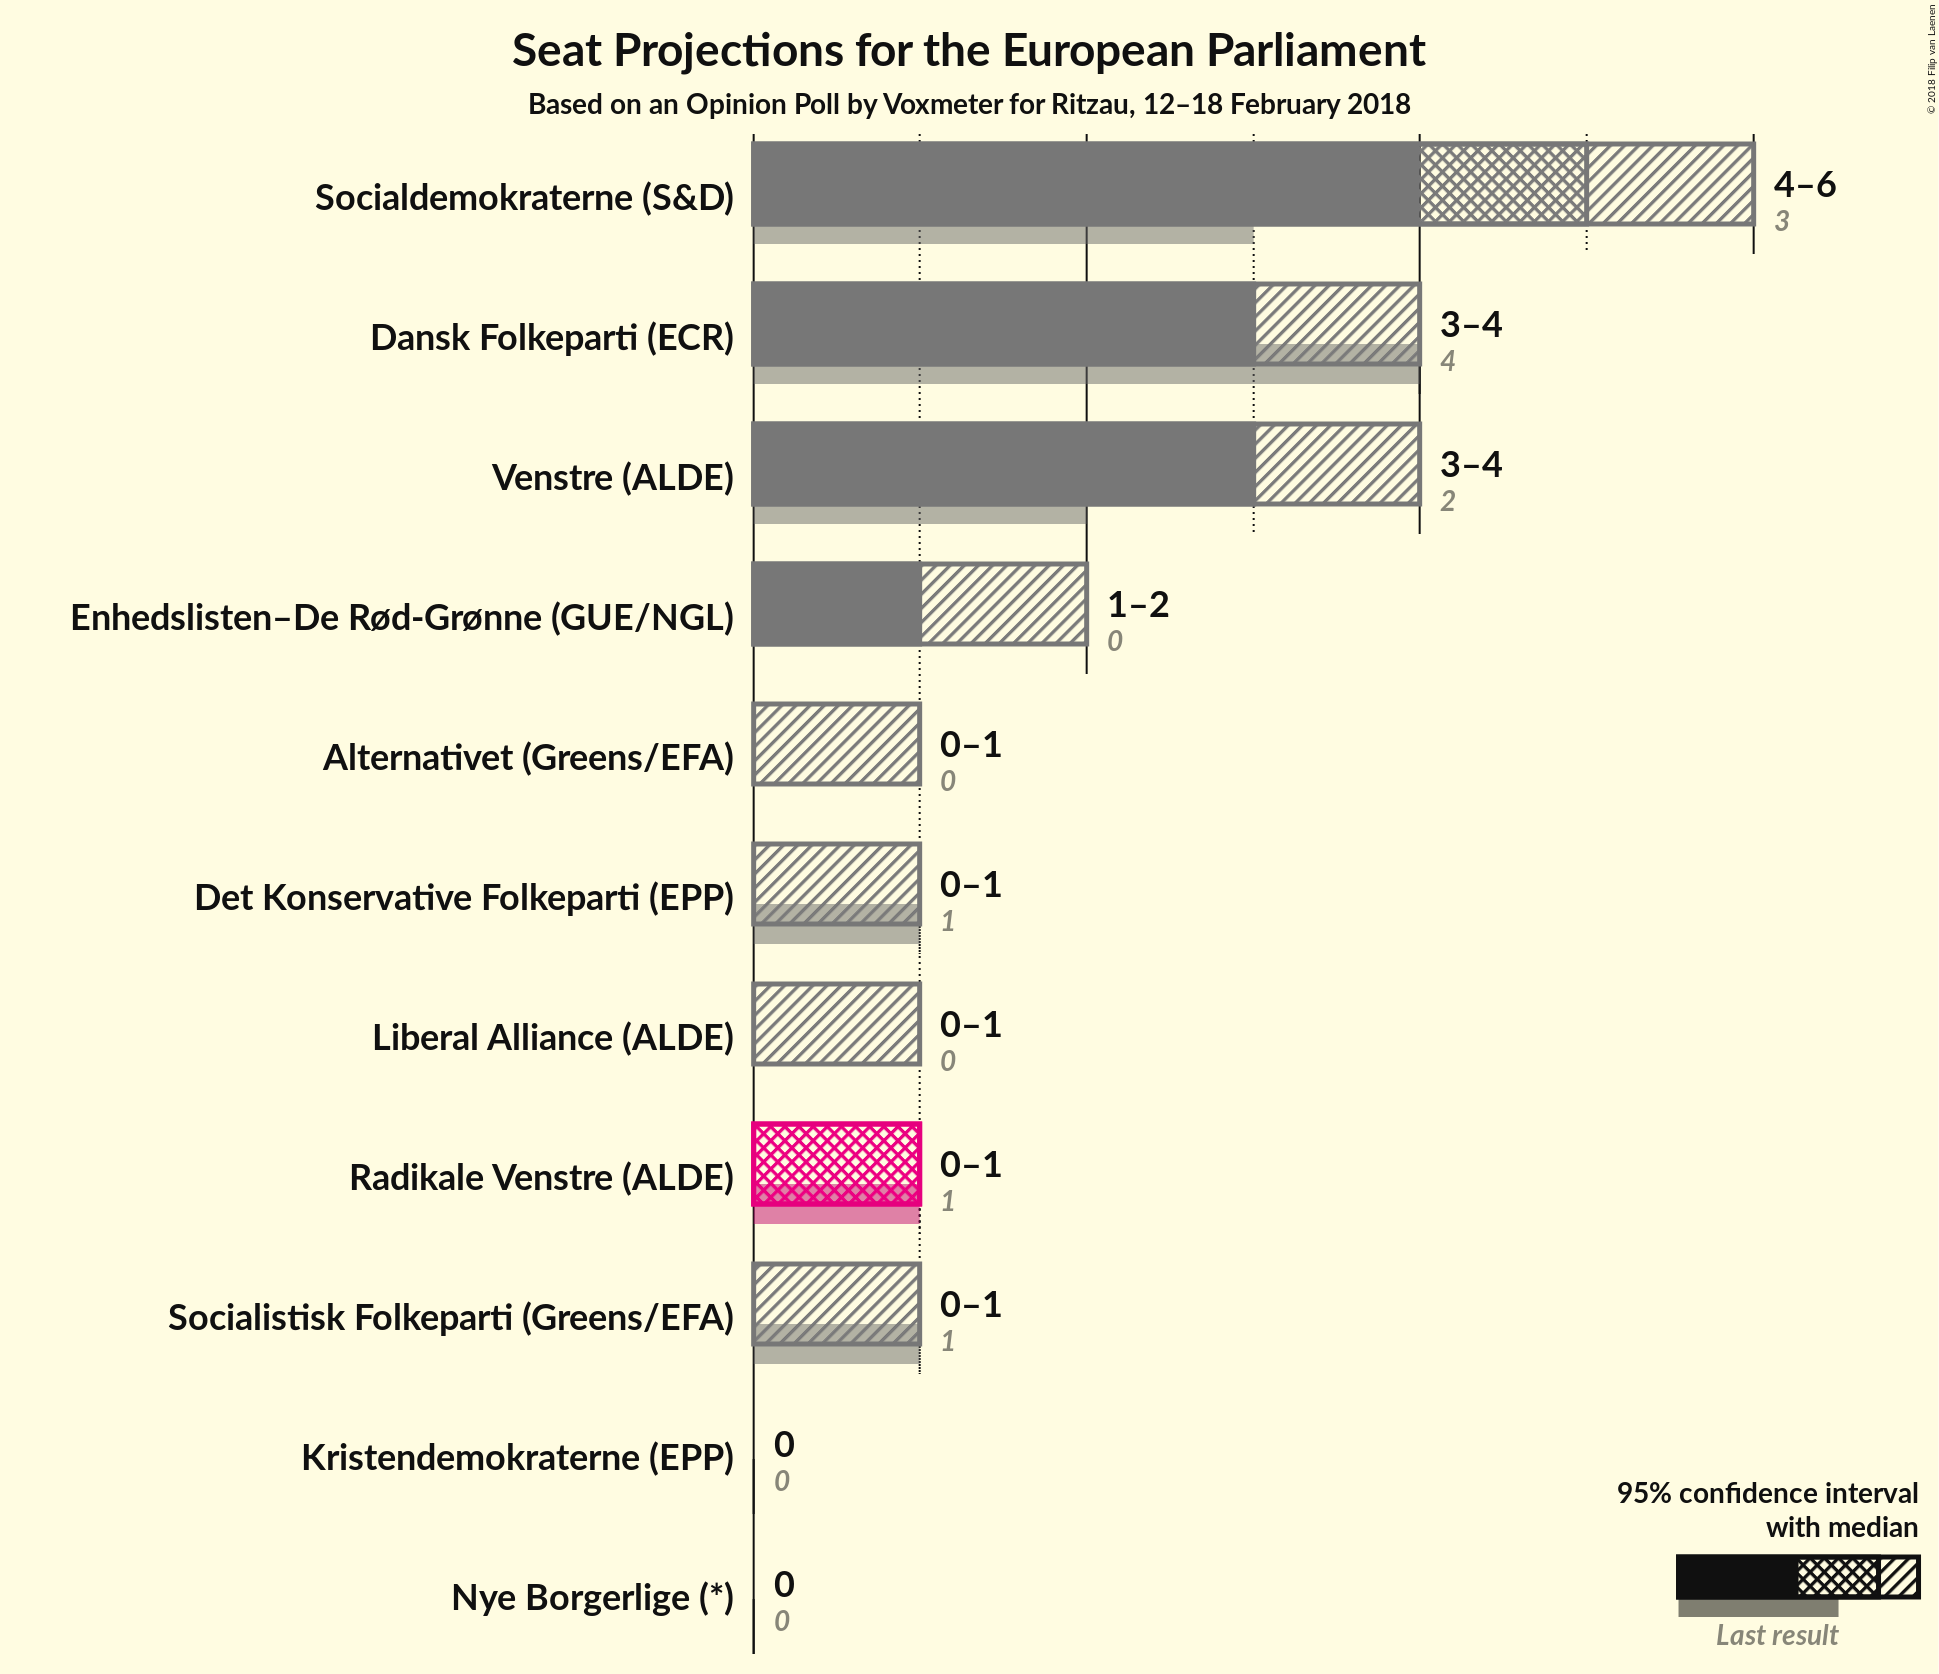 Seat Projections for the European Parliament
Based on an Opinion Poll by Voxmeter for Ritzau, 12–18 February 2018
© 2018 Filip van Laenen
Socialdemokraterne (S&D)
4–6
3
Dansk Folkeparti (ECR)
3–4
4
Venstre (ALDE)
3–4
2
Enhedslisten–De Rød-Grønne (GUE/NGL)
1–2
0
Alternativet (Greens/EFA)
0–1
0
Det Konservative Folkeparti (EPP)
0–1
1
Liberal Alliance (ALDE)
0–1
0
Radikale Venstre (ALDE)
0–1
1
Socialistisk Folkeparti (Greens/EFA)
0–1
1
Kristendemokraterne (EPP)
0
0
Nye Borgerlige (*)
0
0
95% confidence interval
with median
Last result